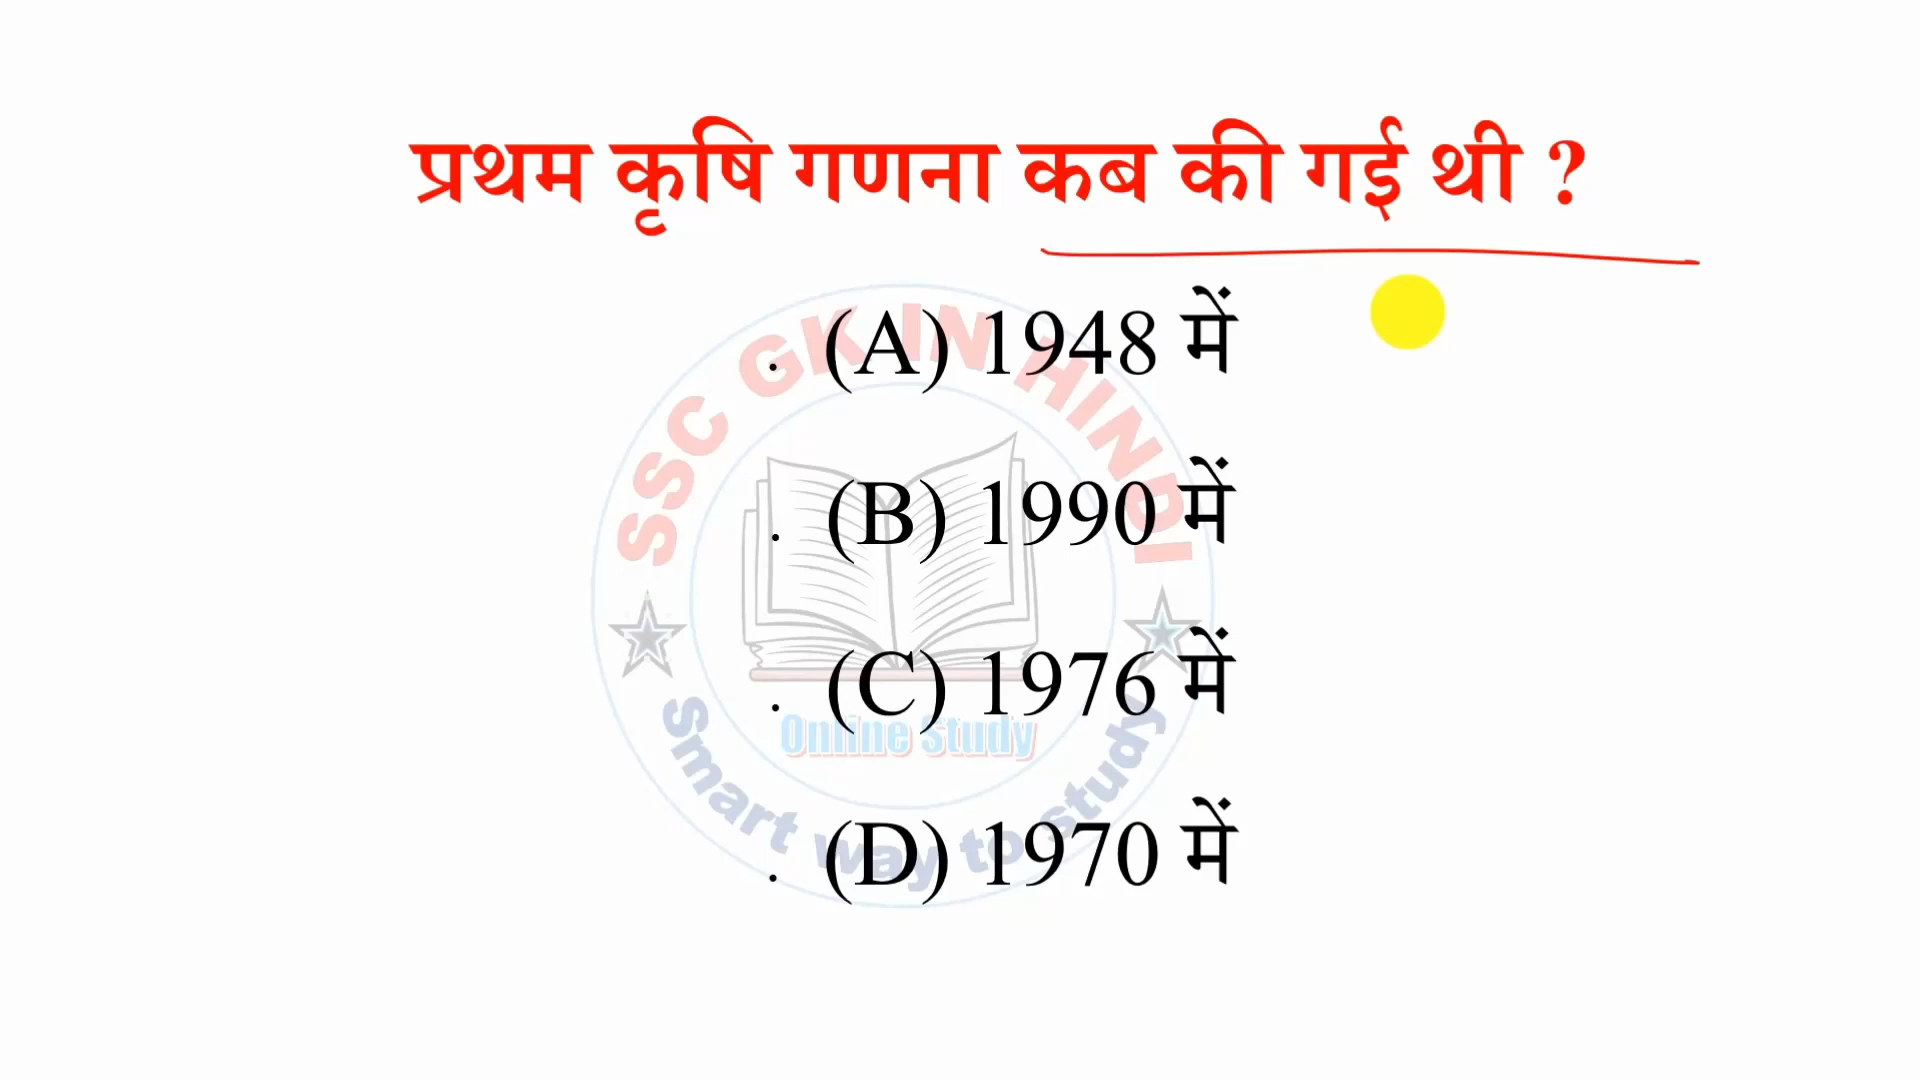 प्रथम कृषि गणना कब की गई थी ?
. (A) 1948 में
. (B) 1990 में
. (C) 1976 में
. (D) 1970 में
SSC GK IN HINDI
Online Study
Smart way to study